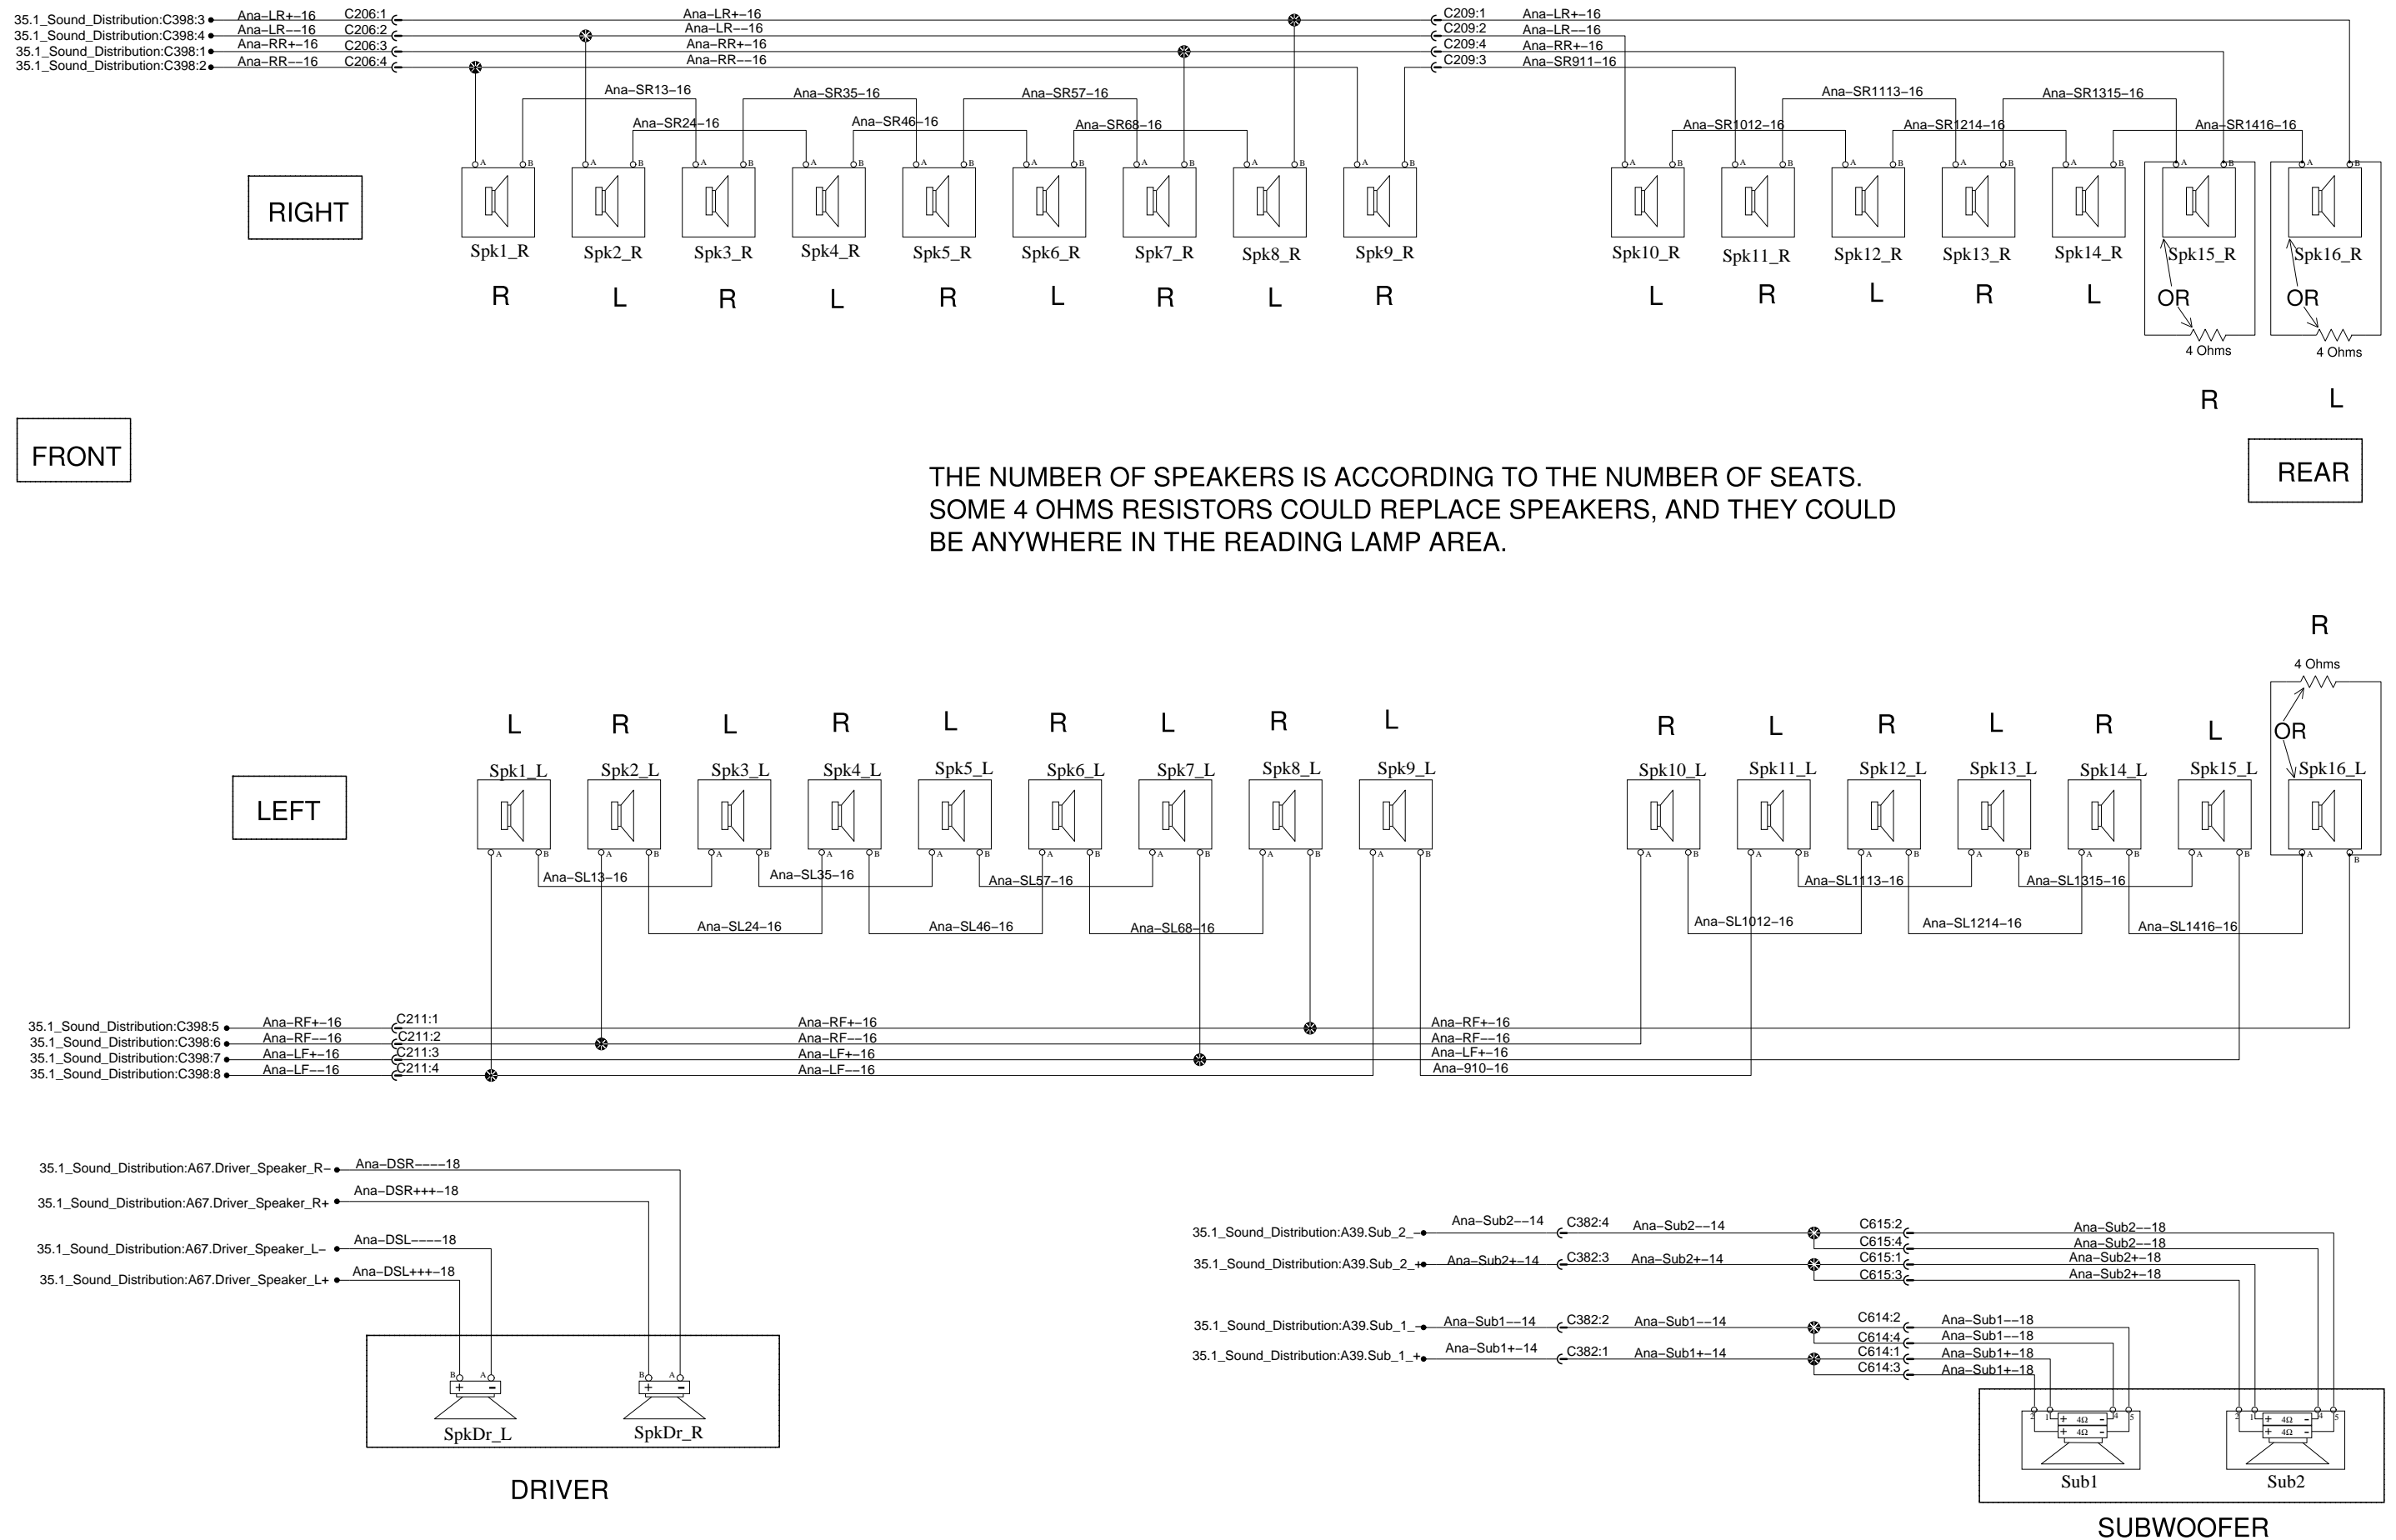 35.1_Sound_Distribution:C398:3 Ana-LR+-16 C206:1 Ana-LR+-16 C209:1 Ana-LR+-16
35.1_Sound_Distribution:C398:4 Ana-LR--16 C206:2 Ana-LR--16 C209:2 Ana-LR--16
35.1_Sound_Distribution:C398:1 Ana-RR+-16 C206:3 Ana-RR+-16 C209:4 Ana-RR+-16
35.1_Sound_Distribution:C398:2 Ana-RR--16 C206:4 Ana-RR--16 C209:3 Ana-SR911-16
Ana-SR13-16 Ana-SR35-16 Ana-SR57-16 Ana-SR1113-16 Ana-SR1315-16
Ana-SR24-16 Ana-SR46-16 Ana-SR68-16 Ana-SR1012-16 Ana-SR1214-16 Ana-SR1416-16
A B A B A B A B A B A B A B A B A B A B A B A B A B A B A B A B
RIGHT
Spk1_R Spk2_R Spk3_R Spk4_R Spk5_R Spk6_R Spk7_R Spk8_R Spk9_R Spk10_R Spk11_R Spk12_R Spk13_R Spk14_R Spk15_R Spk16_R
R L R L R L R L R L R L R L
OR OR
4 Ohms 4 Ohms
R L
FRONT
REAR
THE NUMBER OF SPEAKERS IS ACCORDING TO THE NUMBER OF SEATS.
SOME 4 OHMS RESISTORS COULD REPLACE SPEAKERS, AND THEY COULD
BE ANYWHERE IN THE READING LAMP AREA.
R
4 Ohms
L R L R L R L R L R L R L R L
OR
Spk1_L Spk2_L Spk3_L Spk4_L Spk5_L Spk6_L Spk7_L Spk8_L Spk9_L Spk10_L Spk11_L Spk12_L Spk13_L Spk14_L Spk15_L Spk16_L
LEFT
A B A B A B A B A B A B A B A B A B A B A B A B A B A B A B A B
Ana-SL13-16 Ana-SL35-16 Ana-SL57-16 Ana-SL1113-16 Ana-SL1315-16
Ana-SL24-16 Ana-SL46-16 Ana-SL68-16 Ana-SL1012-16 Ana-SL1214-16 Ana-SL1416-16
35.1_Sound_Distribution:C398:5 Ana-RF+-16 C211:1 Ana-RF+-16 Ana-RF+-16
35.1_Sound_Distribution:C398:6 Ana-RF--16 C211:2 Ana-RF--16 Ana-RF--16
35.1_Sound_Distribution:C398:7 Ana-LF+-16 C211:3 Ana-LF+-16 Ana-LF+-16
35.1_Sound_Distribution:C398:8 Ana-LF--16 C211:4 Ana-LF--16 Ana-910-16
35.1_Sound_Distribution:A67.Driver_Speaker_R- Ana-DSR----18
35.1_Sound_Distribution:A67.Driver_Speaker_R+ Ana-DSR+++-18
35.1_Sound_Distribution:A67.Driver_Speaker_L- Ana-DSL----18
35.1_Sound_Distribution:A67.Driver_Speaker_L+ Ana-DSL+++-18
B A B A
+ - + -
SpkDr_L SpkDr_R
DRIVER
35.1_Sound_Distribution:A39.Sub_2_- Ana-Sub2--14 C382:4 Ana-Sub2--14 C615:2 Ana-Sub2--18
C615:4 Ana-Sub2--18
35.1_Sound_Distribution:A39.Sub_2_+ Ana-Sub2+-14 C382:3 Ana-Sub2+-14 C615:1 Ana-Sub2+-18
C615:3 Ana-Sub2+-18
35.1_Sound_Distribution:A39.Sub_1_- Ana-Sub1--14 C382:2 Ana-Sub1--14 C614:2 Ana-Sub1--18
C614:4 Ana-Sub1--18
35.1_Sound_Distribution:A39.Sub_1_+ Ana-Sub1+-14 C382:1 Ana-Sub1+-14 C614:1 Ana-Sub1+-18
C614:3 Ana-Sub1+-18
2 1 + 4Ω - 4 5 2 1 + 4Ω - 4 5
+ 4Ω - + 4Ω -
Sub1 Sub2
SUBWOOFER